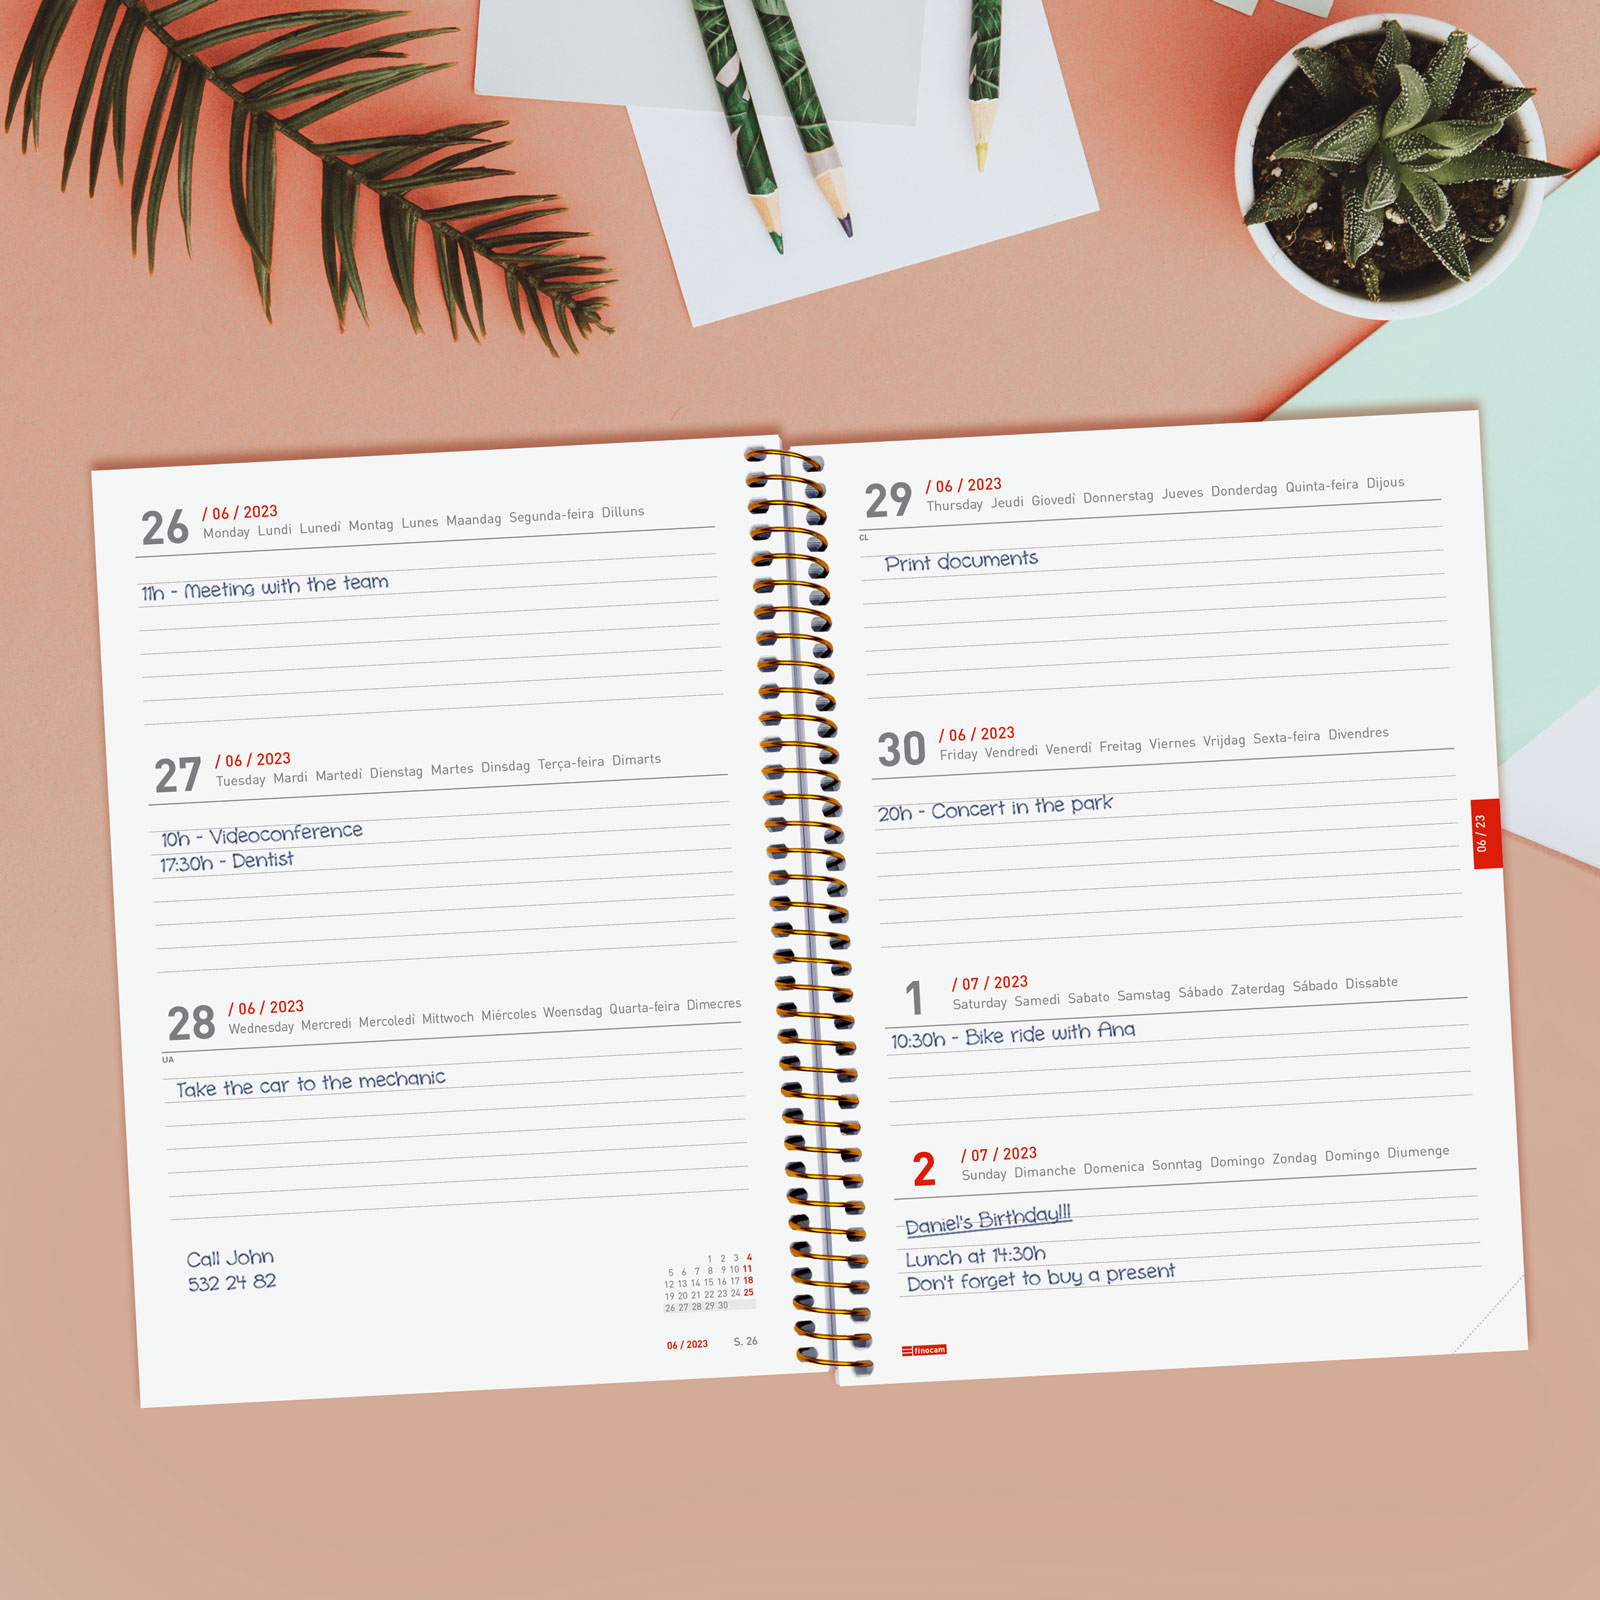 26 / 06 / 2023
Monday Lundi Lunedì Montag Lunes Maandag Segunda-feira Dilluns
11h - Meeting with the team
27 / 06 / 2023
Tuesday Mardi Martedì Dienstag Martes Dinsdag Terça-feira Dimarts
10h - Videoconference
17:30h - Dentist
28 / 06 / 2023
Wednesday Mercredi Mercoledì Mittwoch Miércoles Woensdag Quarta-feira Dimecres
UA
Take the car to the mechanic
Call John
532 24 82
1 2 3 4
5 6 7 8 9 10 11
12 13 14 15 16 17 18
19 20 21 22 23 24 25
26 27 28 29 30
06 / 2023 S. 26
29 / 06 / 2023
Thursday Jeudi Giovedì Donnerstag Jueves Donderdag Quinta-feira Dijous
CL
Print documents
30 / 06 / 2023
Friday Vendredi Venerdì Freitag Viernes Vrijdag Sexta-feira Divendres
20h - Concert in the park
06 / 23
1 / 07 / 2023
Saturday Samedi Sabato Samstag Sábado Zaterdag Sábado Dissabte
10:30h - Bike ride with Ana
2 / 07 / 2023
Sunday Dimanche Domenica Sonntag Domingo Zondag Domingo Diumenge
Daniel's Birthday!!!
Lunch at 14:30h
Don't forget to buy a present
finocam